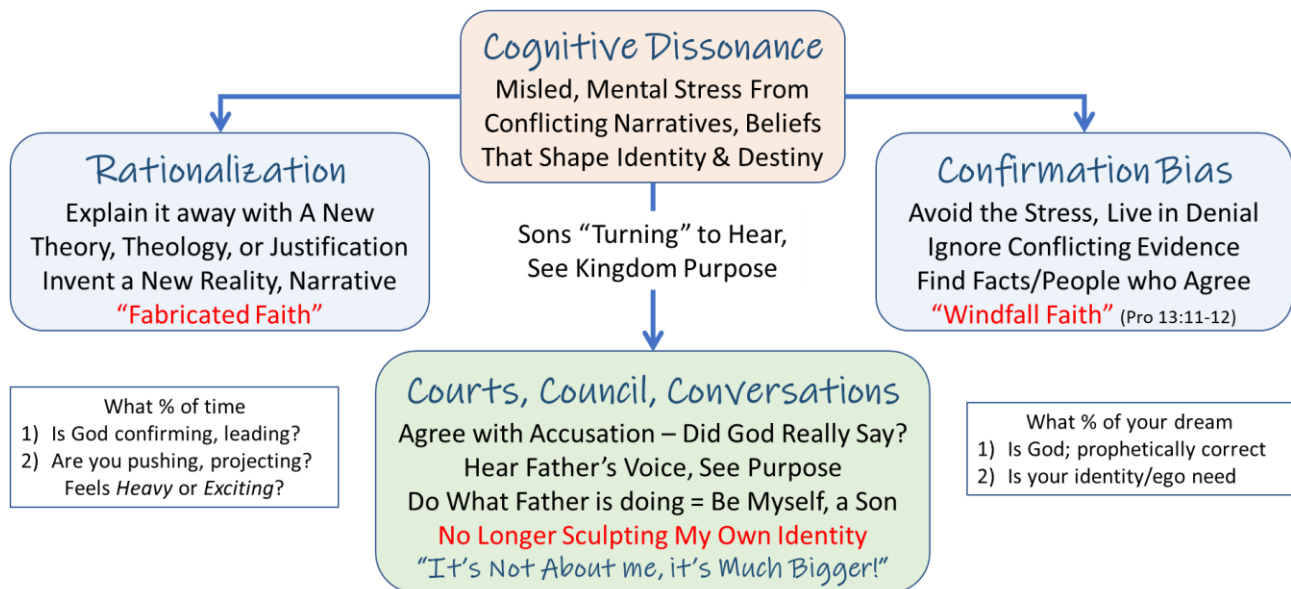 Cognitive Dissonance
Misled, Mental Stress From
Conflicting Narratives, Beliefs
That Shape Identity & Destiny
Rationalization
Explain it away with A New
Theory, Theology, or Justification
Invent a New Reality, Narrative
“Fabricated Faith”
Sons “Turning” to Hear,
See Kingdom Purpose
Confirmation Bias
Avoid the Stress, Live in Denial
Ignore Conflicting Evidence
Find Facts/People who Agree
“Windfall Faith” (Pro 13:11-12)
What % of time
1) Is God confirming, leading?
2) Are you pushing, projecting?
Feels Heavy or Exciting?
Courts, Council, Conversations
Agree with Accusation – Did God Really Say?
Hear Father’s Voice, See Purpose
Do What Father is doing = Be Myself, a Son
No Longer Sculpting My Own Identity
“It’s Not About me, it’s Much Bigger!”
What % of your dream
1) Is God; prophetically correct
2) Is your identity/ego need